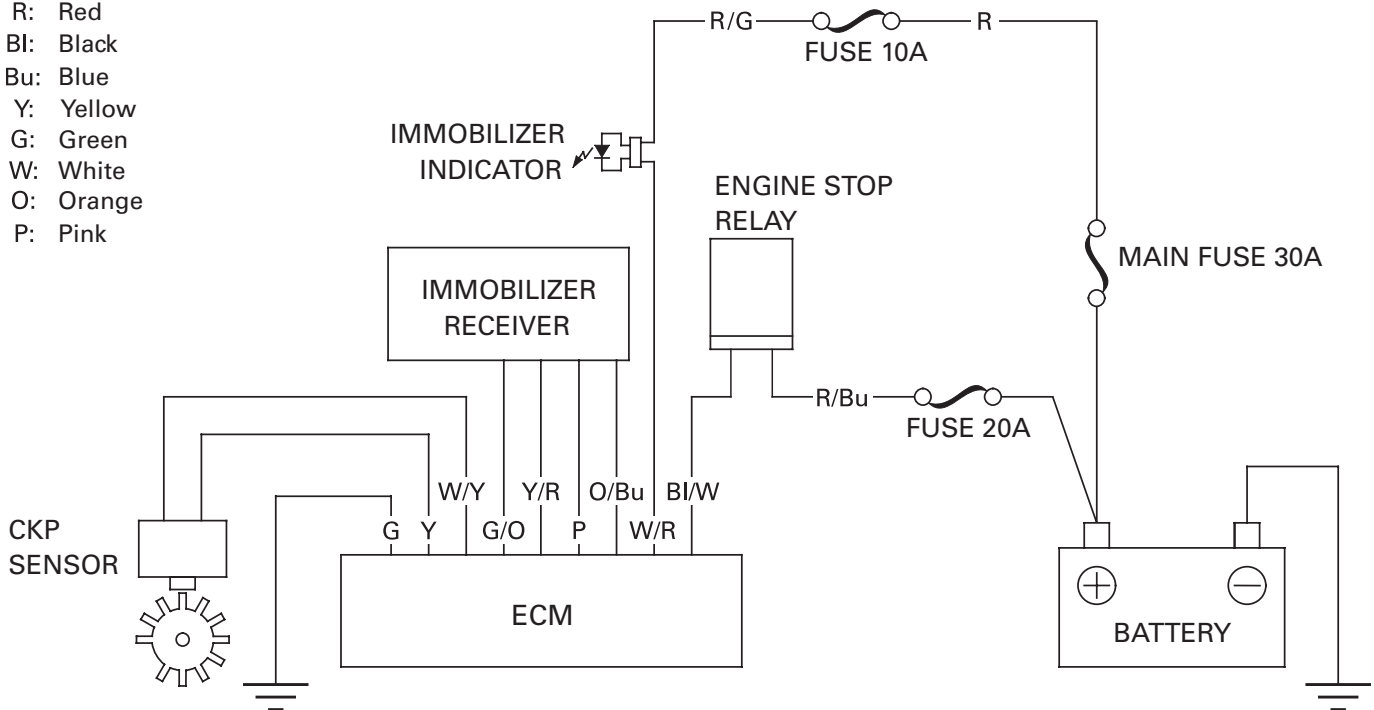 R: Red
Bl: Black
Bu: Blue
Y: Yellow
G: Green
W: White
O: Orange
P: Pink
R/G
R
FUSE 10A
IMMOBILIZER
INDICATOR
ENGINE STOP
RELAY
MAIN FUSE 30A
IMMOBILIZER
RECEIVER
R/Bu
FUSE 20A
W/Y Y/R O/Bu Bl/W
G Y G/O P W/R
CKP
SENSOR
ECM
+ −
BATTERY